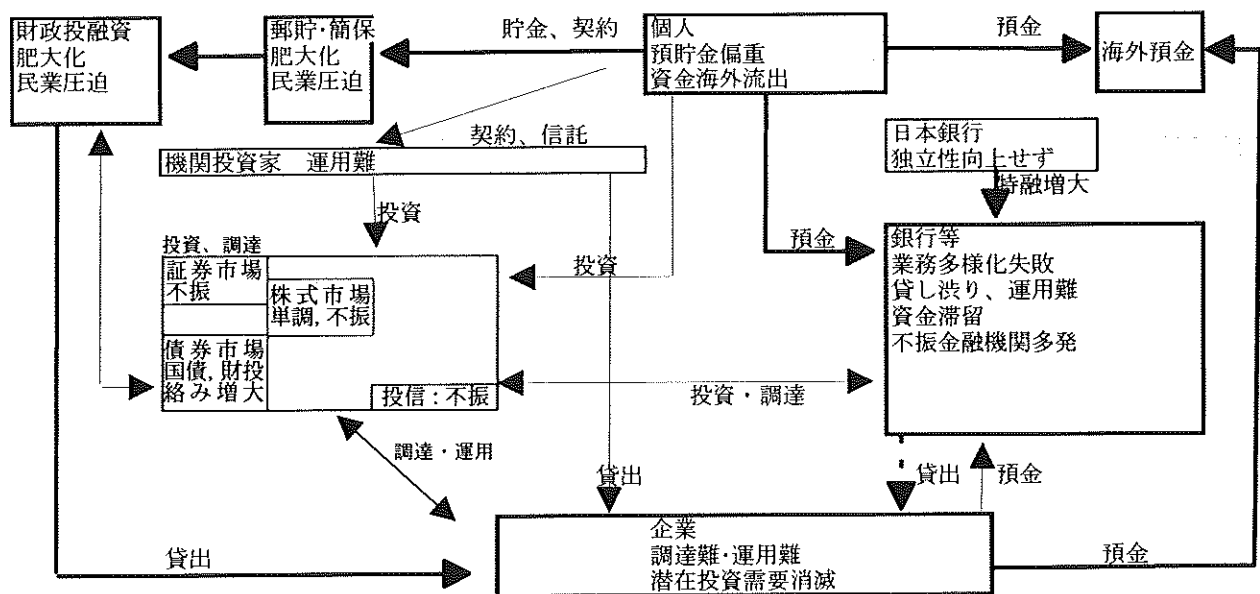 財政投融資
肥大化
民業圧迫
郵貯・簡保
肥大化
民業圧迫
貯金、契約
個人
預貯金偏重
資金海外流出
預金
海外預金
契約、信託
機関投資家　運用難
日本銀行
独立性向上せず
特融増大
投資
投資、調達
証券市場
不振
株式市場
単調,不振
債券市場
国債,財投
絡み増大
投信:不振
投資
預金
銀行等
業務多様化失敗
貸し渋り、運用難
資金滞留
不振金融機関多発
投資・調達
調達・運用
貸出
貸出
預金
貸出
企業
調達難・運用難
潜在投資需要消滅
預金